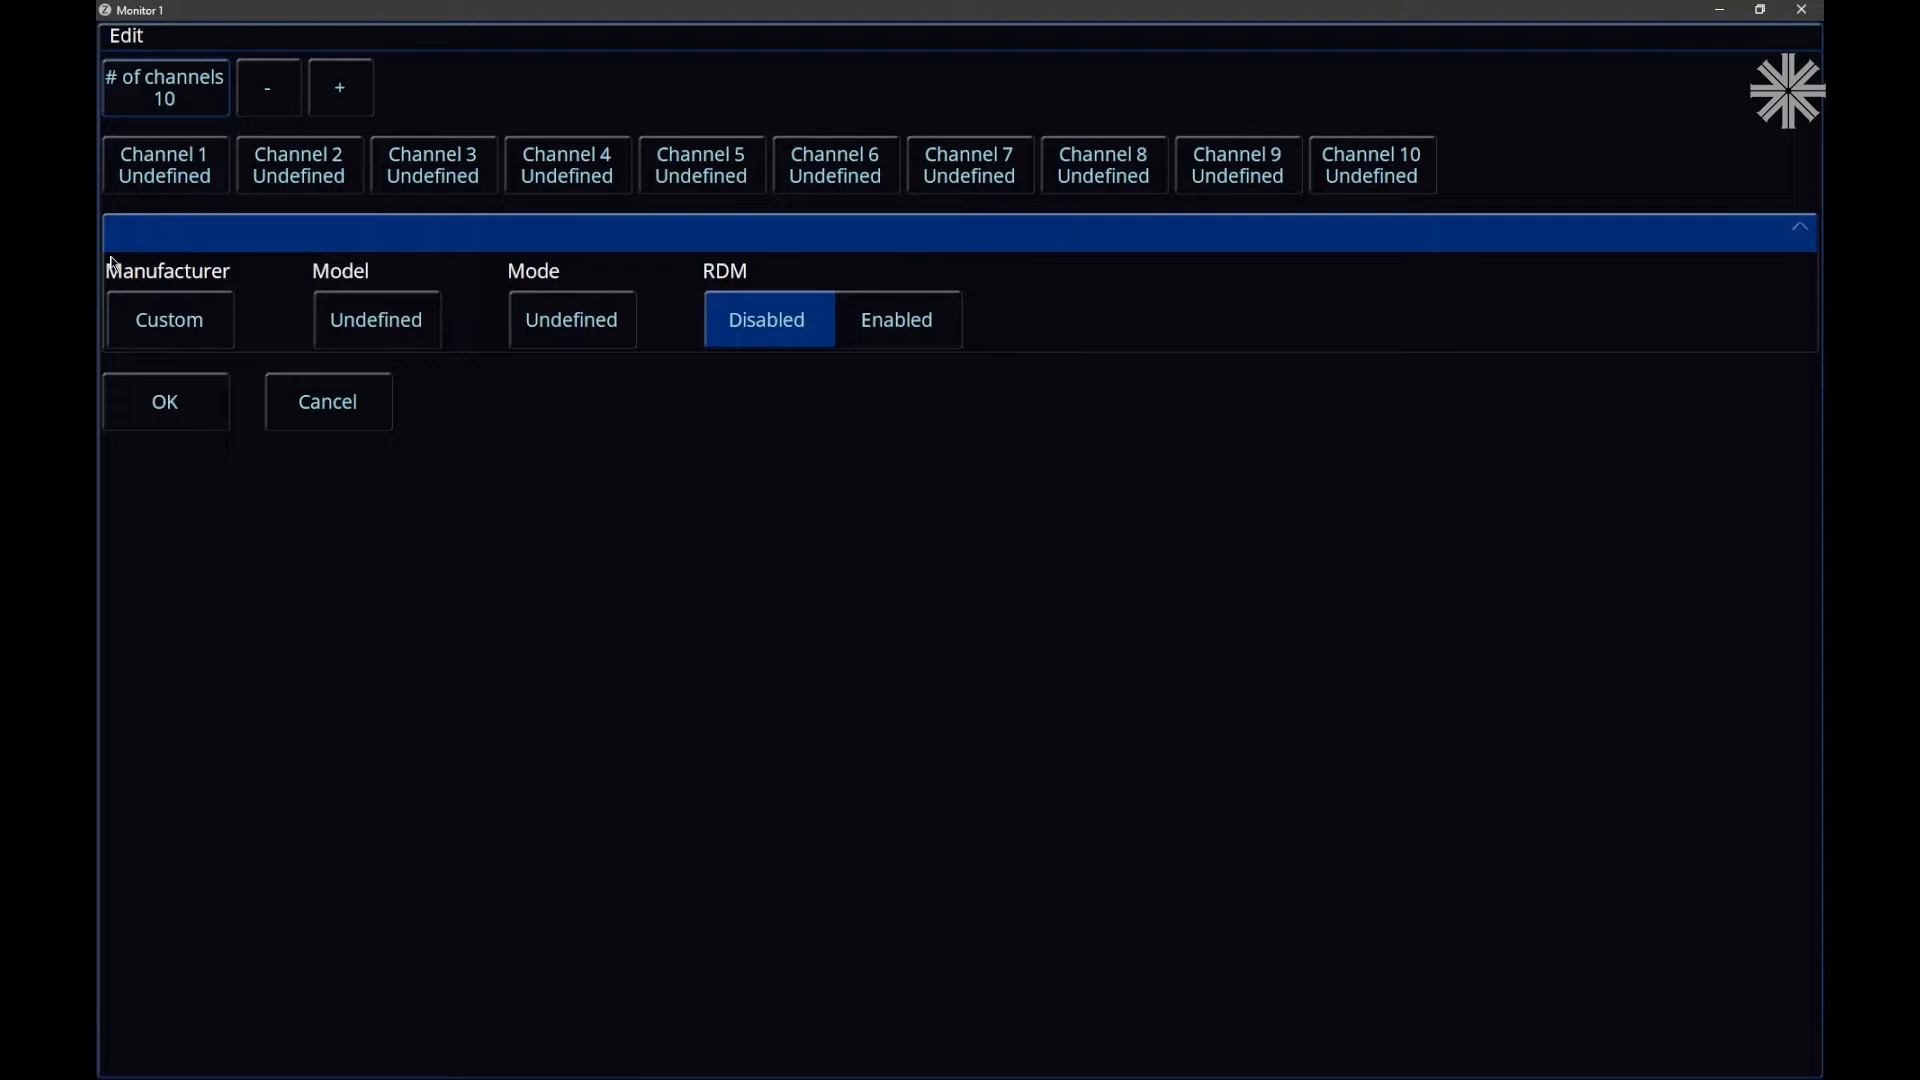 Monitor 1
Edit
# of channels
10
-
+
Channel 1
Undefined
Channel 2
Undefined
Channel 3
Undefined
Channel 4
Undefined
Channel 5
Undefined
Channel 6
Undefined
Channel 7
Undefined
Channel 8
Undefined
Channel 9
Undefined
Channel 10
Undefined
Manufacturer
Model
Mode
RDM
Custom
Undefined
Undefined
Disabled
Enabled
OK
Cancel